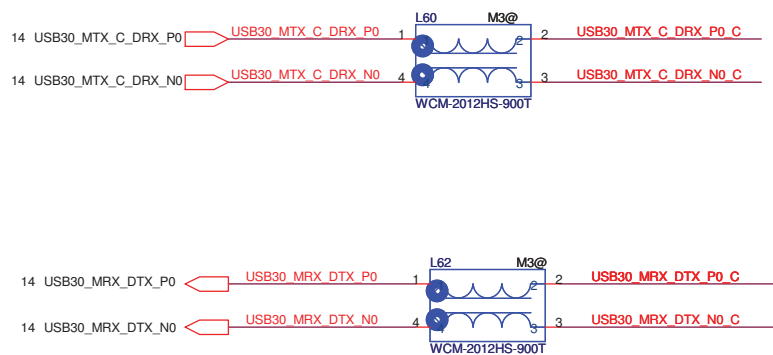 L60 M3@
14 USB30_MTX_C_DRX_P0 USB30_MTX_C_DRX_P0 1 2 2 USB30_MTX_C_DRX_P0_C
14 USB30_MTX_C_DRX_N0 USB30_MTX_C_DRX_N0 4 3 3 USB30_MTX_C_DRX_N0_C
WCM-2012HS-900T
L62 M3@
14 USB30_MRX_DTX_P0 USB30_MRX_DTX_P0 1 2 2 USB30_MRX_DTX_P0_C
14 USB30_MRX_DTX_N0 USB30_MRX_DTX_N0 4 3 3 USB30_MRX_DTX_N0_C
WCM-2012HS-900T